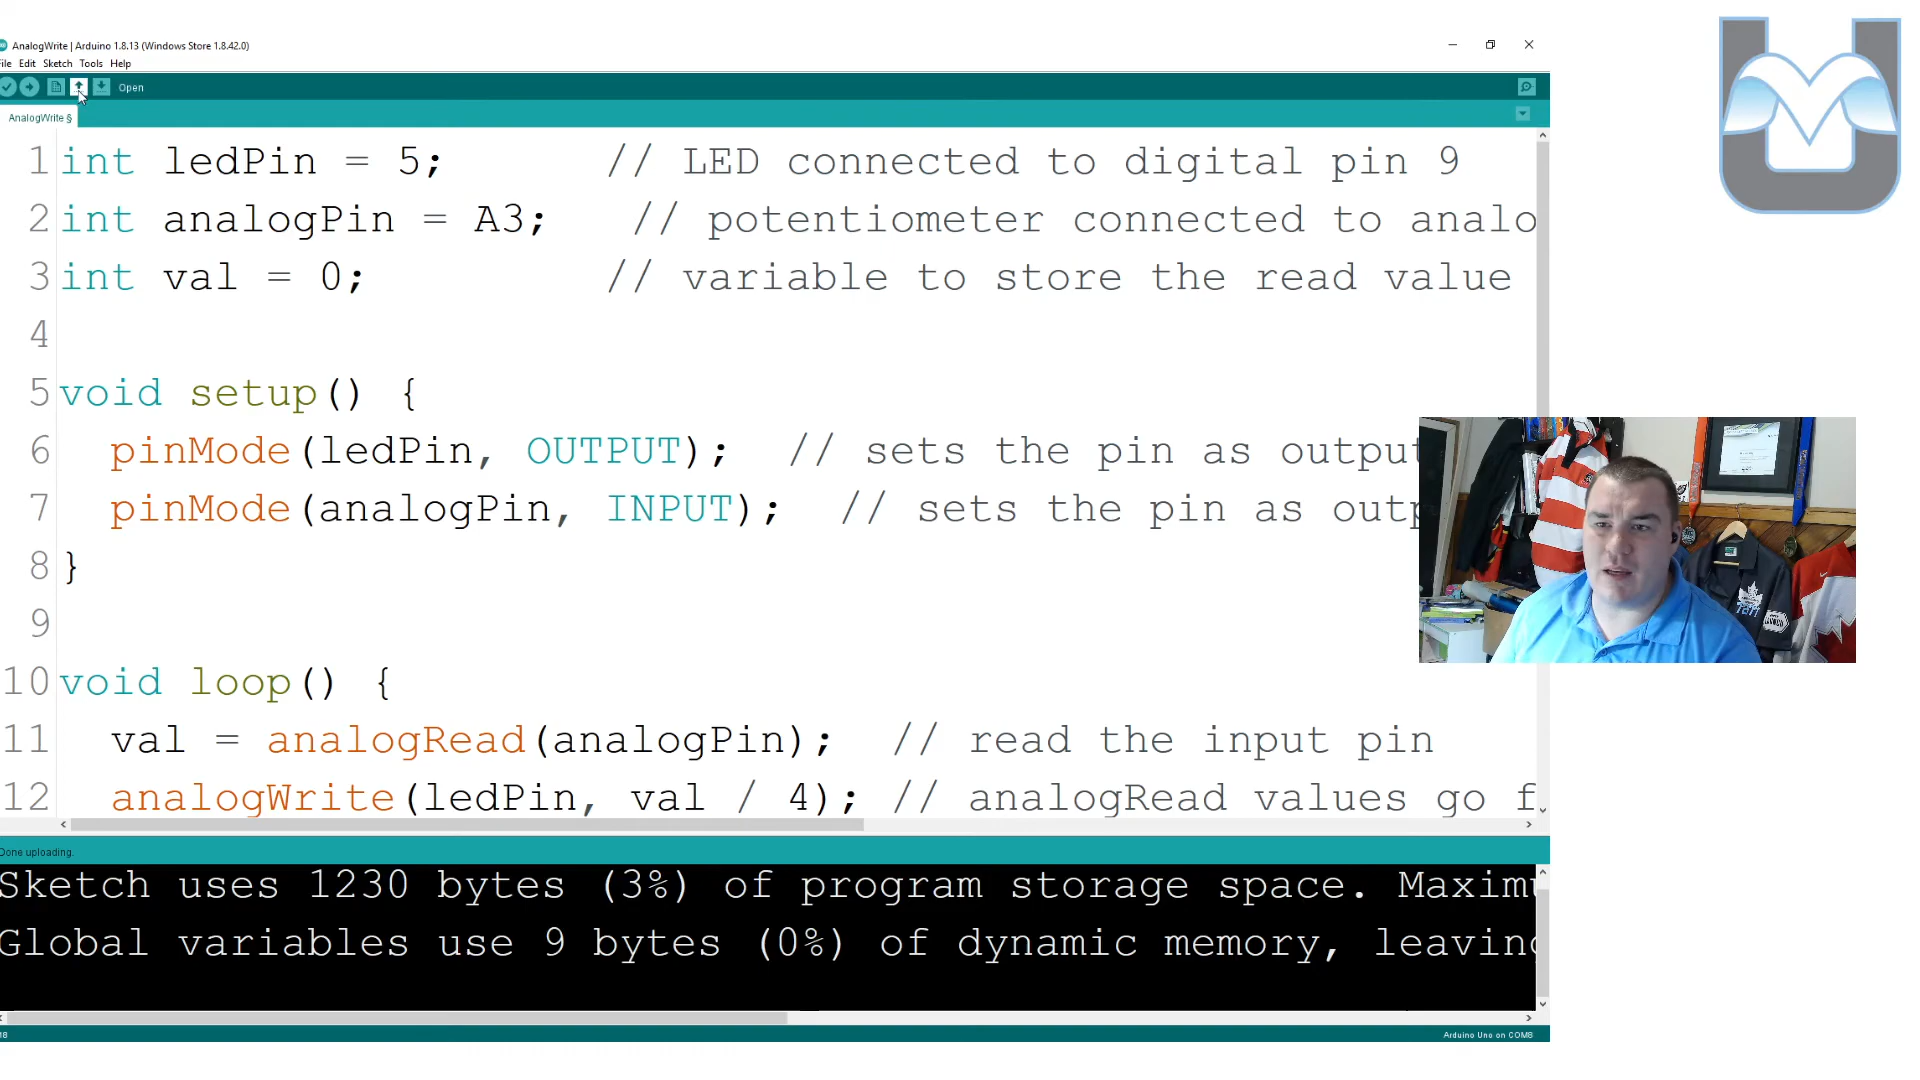 AnalogWrite | Arduino 1.8.13 (Windows Store 1.8.42.0)
File Edit Sketch Tools Help
Open
AnalogWrite §
1 int ledPin = 5; // LED connected to digital pin 9
2 int analogPin = A3; // potentiometer connected to analo
3 int val = 0; // variable to store the read value
4
5 void setup() {
6 pinMode(ledPin, OUTPUT); // sets the pin as output
7 pinMode(analogPin, INPUT); // sets the pin as outp
8 }
9
10 void loop() {
11 val = analogRead(analogPin); // read the input pin
12 analogWrite(ledPin, val / 4); // analogRead values go f
Done uploading.
Sketch uses 1230 bytes (3%) of program storage space. Maximu
Global variables use 9 bytes (0%) of dynamic memory, leaving
Arduino Uno on COM8